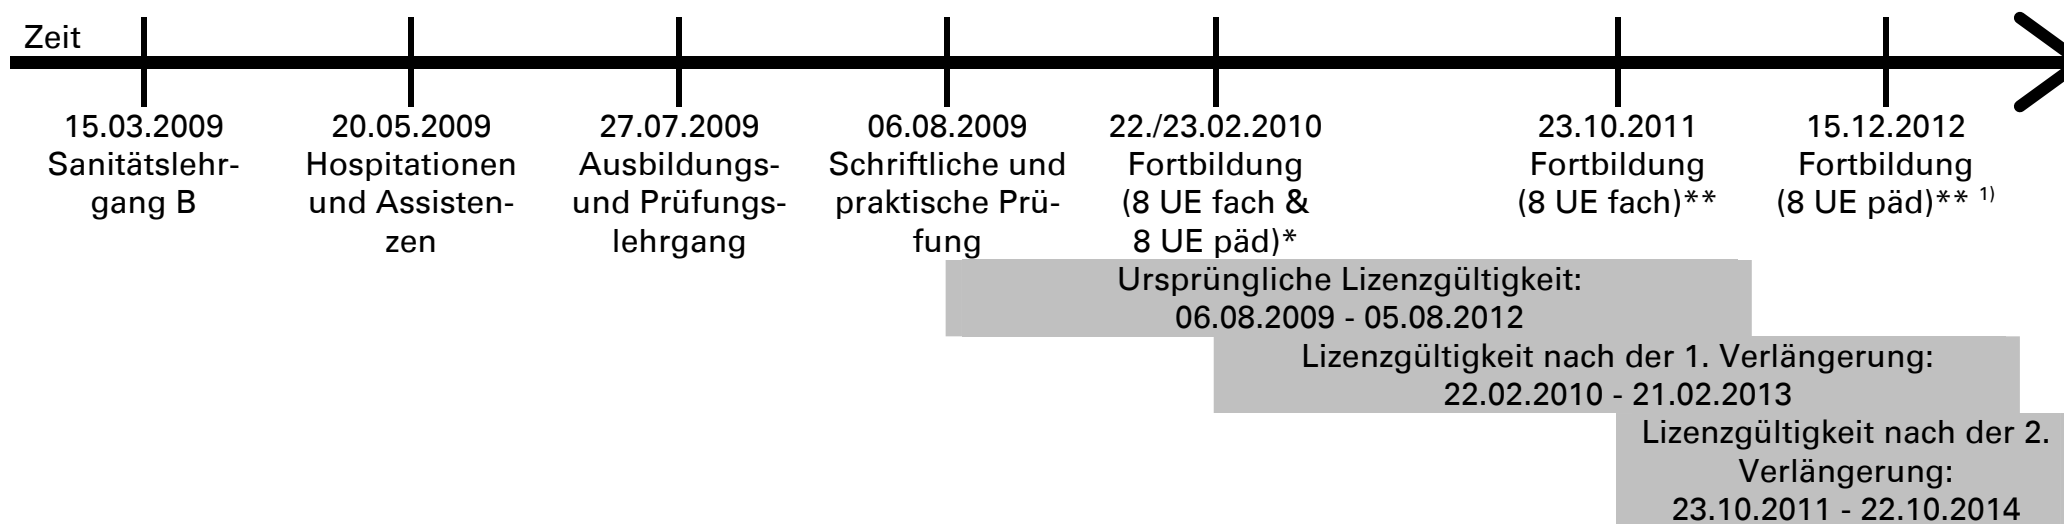 Zeit
15.03.2009
Sanitätslehr-
gang B
20.05.2009
Hospitationen
und Assisten-
zen
27.07.2009
Ausbildungs-
und Prüfungs-
lehrgang
06.08.2009
Schriftliche und
praktische Prü-
fung
22./23.02.2010
Fortbildung
(8 UE fach &
8 UE päd)*
23.10.2011
Fortbildung
(8 UE fach)**
15.12.2012
Fortbildung
(8 UE päd)** 1)
Ursprüngliche Lizenzgültigkeit:
06.08.2009 - 05.08.2012
Lizenzgültigkeit nach der 1. Verlängerung:
22.02.2010 - 21.02.2013
Lizenzgültigkeit nach der 2.
Verlängerung:
23.10.2011 - 22.10.2014